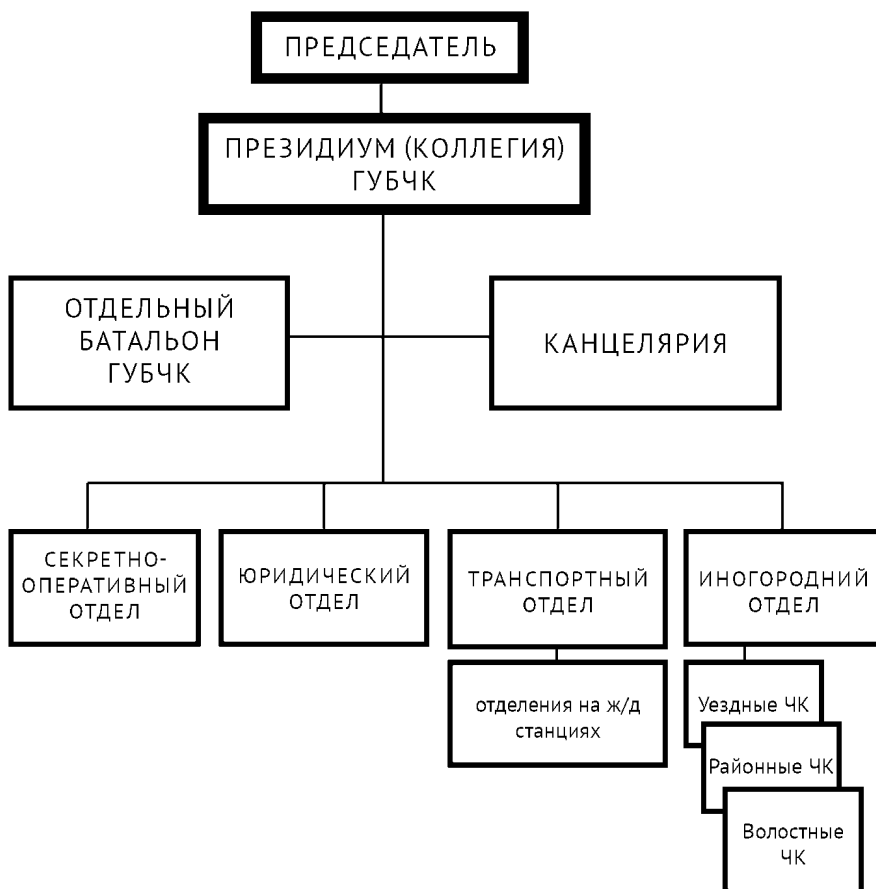 ПРЕДСЕДАТЕЛЬ
ПРЕЗИДИУМ (КОЛЛЕГИЯ)
ГУБЧК
ОТДЕЛЬНЫЙ
БАТАЛЬОН
ГУБЧК
КАНЦЕЛЯРИЯ
СЕКРЕТНО-
ОПЕРАТИВНЫЙ
ОТДЕЛ
ЮРИДИЧЕСКИЙ
ОТДЕЛ
ТРАНСПОРТНЫЙ
ОТДЕЛ
ИНОГОРОДНИЙ
ОТДЕЛ
отделения на ж/д
станциях
Уездные ЧК
Районные ЧК
Волостные
ЧК